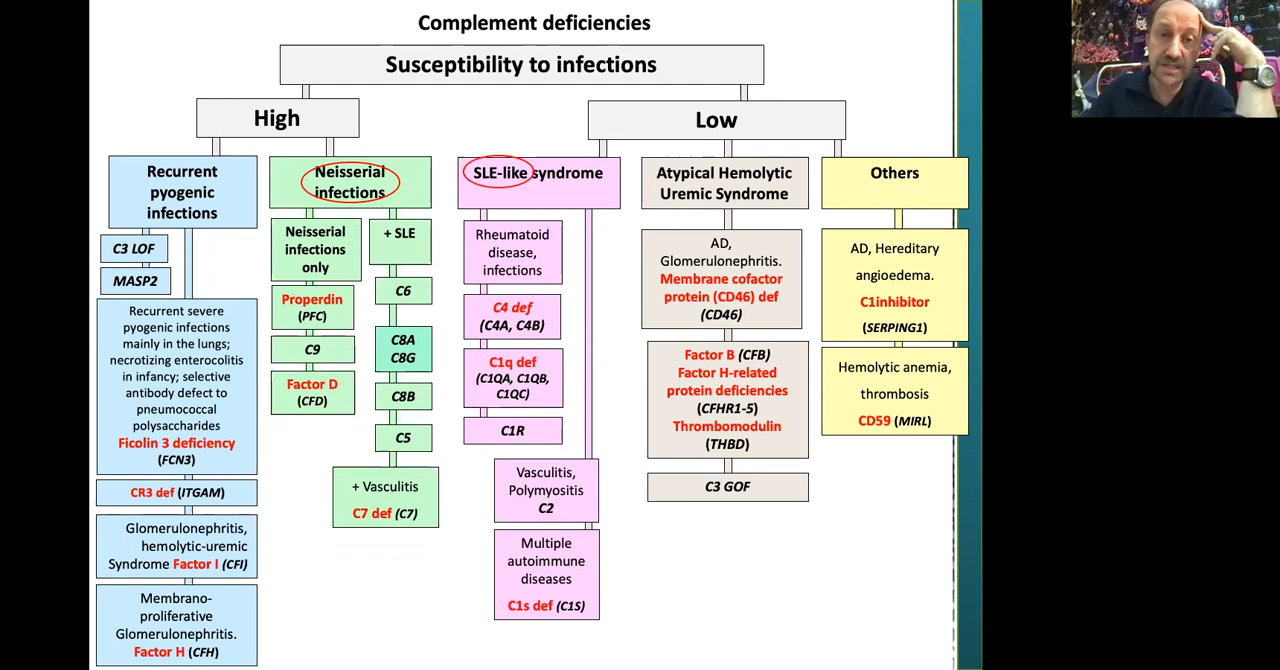 Complement deficiencies
Susceptibility to infections
High
Low
Recurrent
pyogenic
infections
C3 LOF
MASP2
Recurrent severe
pyogenic infections
mainly in the lungs;
necrotizing enterocolitis
in infancy; selective
antibody defect to
pneumococcal
polysaccharides
Ficolin 3 deficiency
(FCN3)
CR3 def (ITGAM)
Glomerulonephritis,
hemolytic-uremic
Syndrome Factor I (CFI)
Membrano-
proliferative
Glomerulonephritis.
Factor H (CFH)
Neisserial
infections
Neisserial
infections
only
Properdin
(PFC)
C9
Factor D
(CFD)
+ SLE
C6
C8A
C8G
C8B
C5
+ Vasculitis
C7 def (C7)
SLE-like syndrome
Rheumatoid
disease,
infections
C4 def
(C4A, C4B)
C1q def
(C1QA, C1QB,
C1QC)
C1R
Vasculitis,
Polymyositis
C2
Multiple
autoimmune
diseases
C1s def (C1S)
Atypical Hemolytic
Uremic Syndrome
AD,
Glomerulonephritis.
Membrane cofactor
protein (CD46) def
(CD46)
Factor B (CFB)
Factor H-related
protein deficiencies
(CFHR1-5)
Thrombomodulin
(THBD)
C3 GOF
Others
AD, Hereditary
angioedema.
C1inhibitor
(SERPING1)
Hemolytic anemia,
thrombosis
CD59 (MIRL)